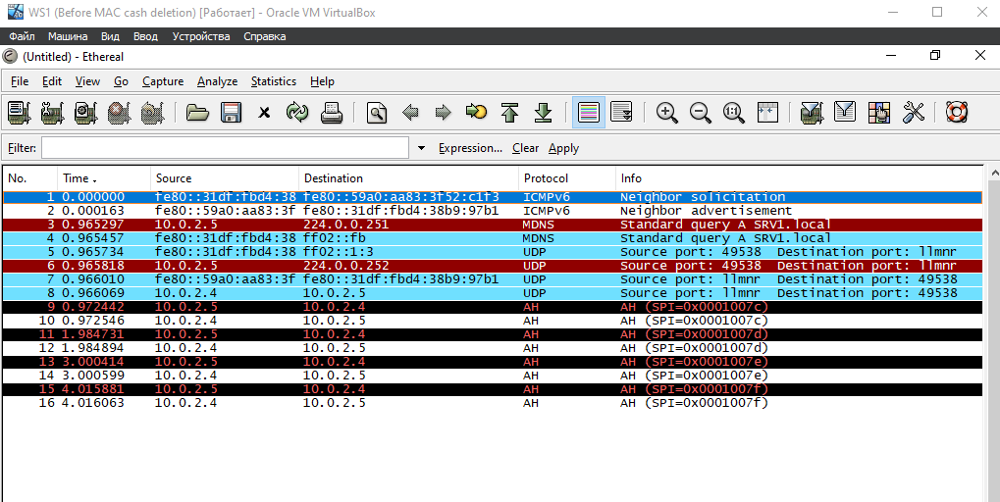 WS1 (Before MAC cash deletion) [Работает] - Oracle VM VirtualBox
Файл Машина Вид Ввод Устройства Справка
(Untitled) - Ethereal
File Edit View Go Capture Analyze Statistics Help
Filter: Expression... Clear Apply
No. Time Source Destination Protocol Info
1 0.000000 fe80::31df:fbd4:38 fe80::59a0:aa83:3f52:c1f3 ICMPv6 Neighbor solicitation
2 0.000163 fe80::59a0:aa83:3f fe80::31df:fbd4:38b9:97b1 ICMPv6 Neighbor advertisement
3 0.965297 10.0.2.5 224.0.0.251 MDNS Standard query A SRV1.local
4 0.965457 fe80::31df:fbd4:38 ff02::fb MDNS Standard query A SRV1.local
5 0.965734 fe80::31df:fbd4:38 ff02::1:3 UDP Source port: 49538 Destination port: llmnr
6 0.965818 10.0.2.5 224.0.0.252 UDP Source port: 49538 Destination port: llmnr
7 0.966010 fe80::59a0:aa83:3f fe80::31df:fbd4:38b9:97b1 UDP Source port: llmnr Destination port: 49538
8 0.966069 10.0.2.4 10.0.2.5 UDP Source port: llmnr Destination port: 49538
9 0.972442 10.0.2.5 10.0.2.4 AH AH (SPI=0x0001007c)
10 0.972546 10.0.2.4 10.0.2.5 AH AH (SPI=0x0001007c)
11 1.984731 10.0.2.5 10.0.2.4 AH AH (SPI=0x0001007d)
12 1.984894 10.0.2.4 10.0.2.5 AH AH (SPI=0x0001007d)
13 3.000414 10.0.2.5 10.0.2.4 AH AH (SPI=0x0001007e)
14 3.000599 10.0.2.4 10.0.2.5 AH AH (SPI=0x0001007e)
15 4.015881 10.0.2.5 10.0.2.4 AH AH (SPI=0x0001007f)
16 4.016063 10.0.2.4 10.0.2.5 AH AH (SPI=0x0001007f)